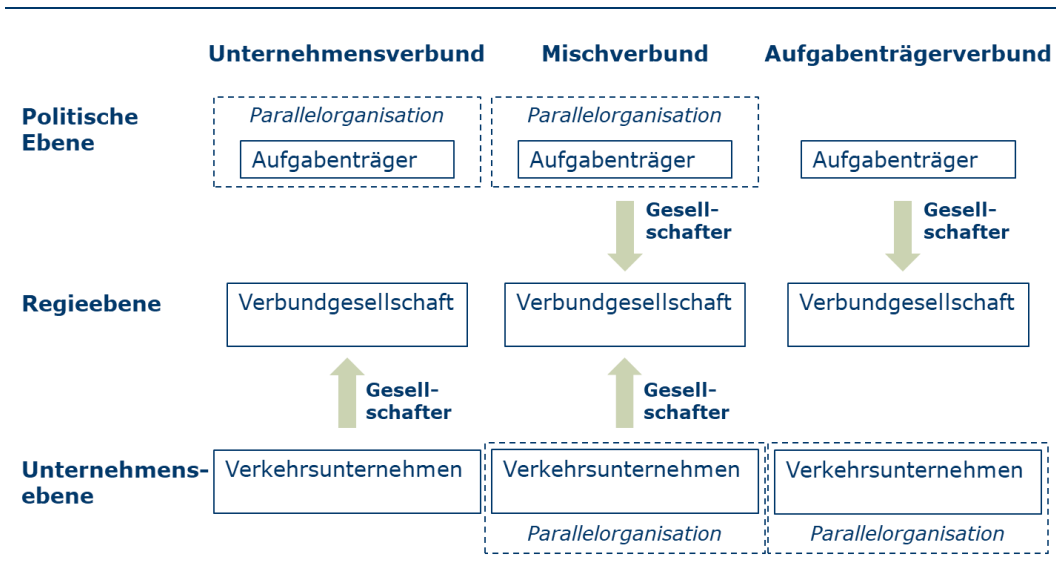 Unternehmensverbund Mischverbund Aufgabenträgerverbund
Politische
Ebene
Parallelorganisation Parallelorganisation
Aufgabenträger Aufgabenträger Aufgabenträger
Gesell- Gesell-
schafter schafter
Regieebene
Verbundgesellschaft Verbundgesellschaft Verbundgesellschaft
Gesell- Gesell-
schafter schafter
Unternehmens-
ebene
Verkehrsunternehmen Verkehrsunternehmen Verkehrsunternehmen
Parallelorganisation Parallelorganisation